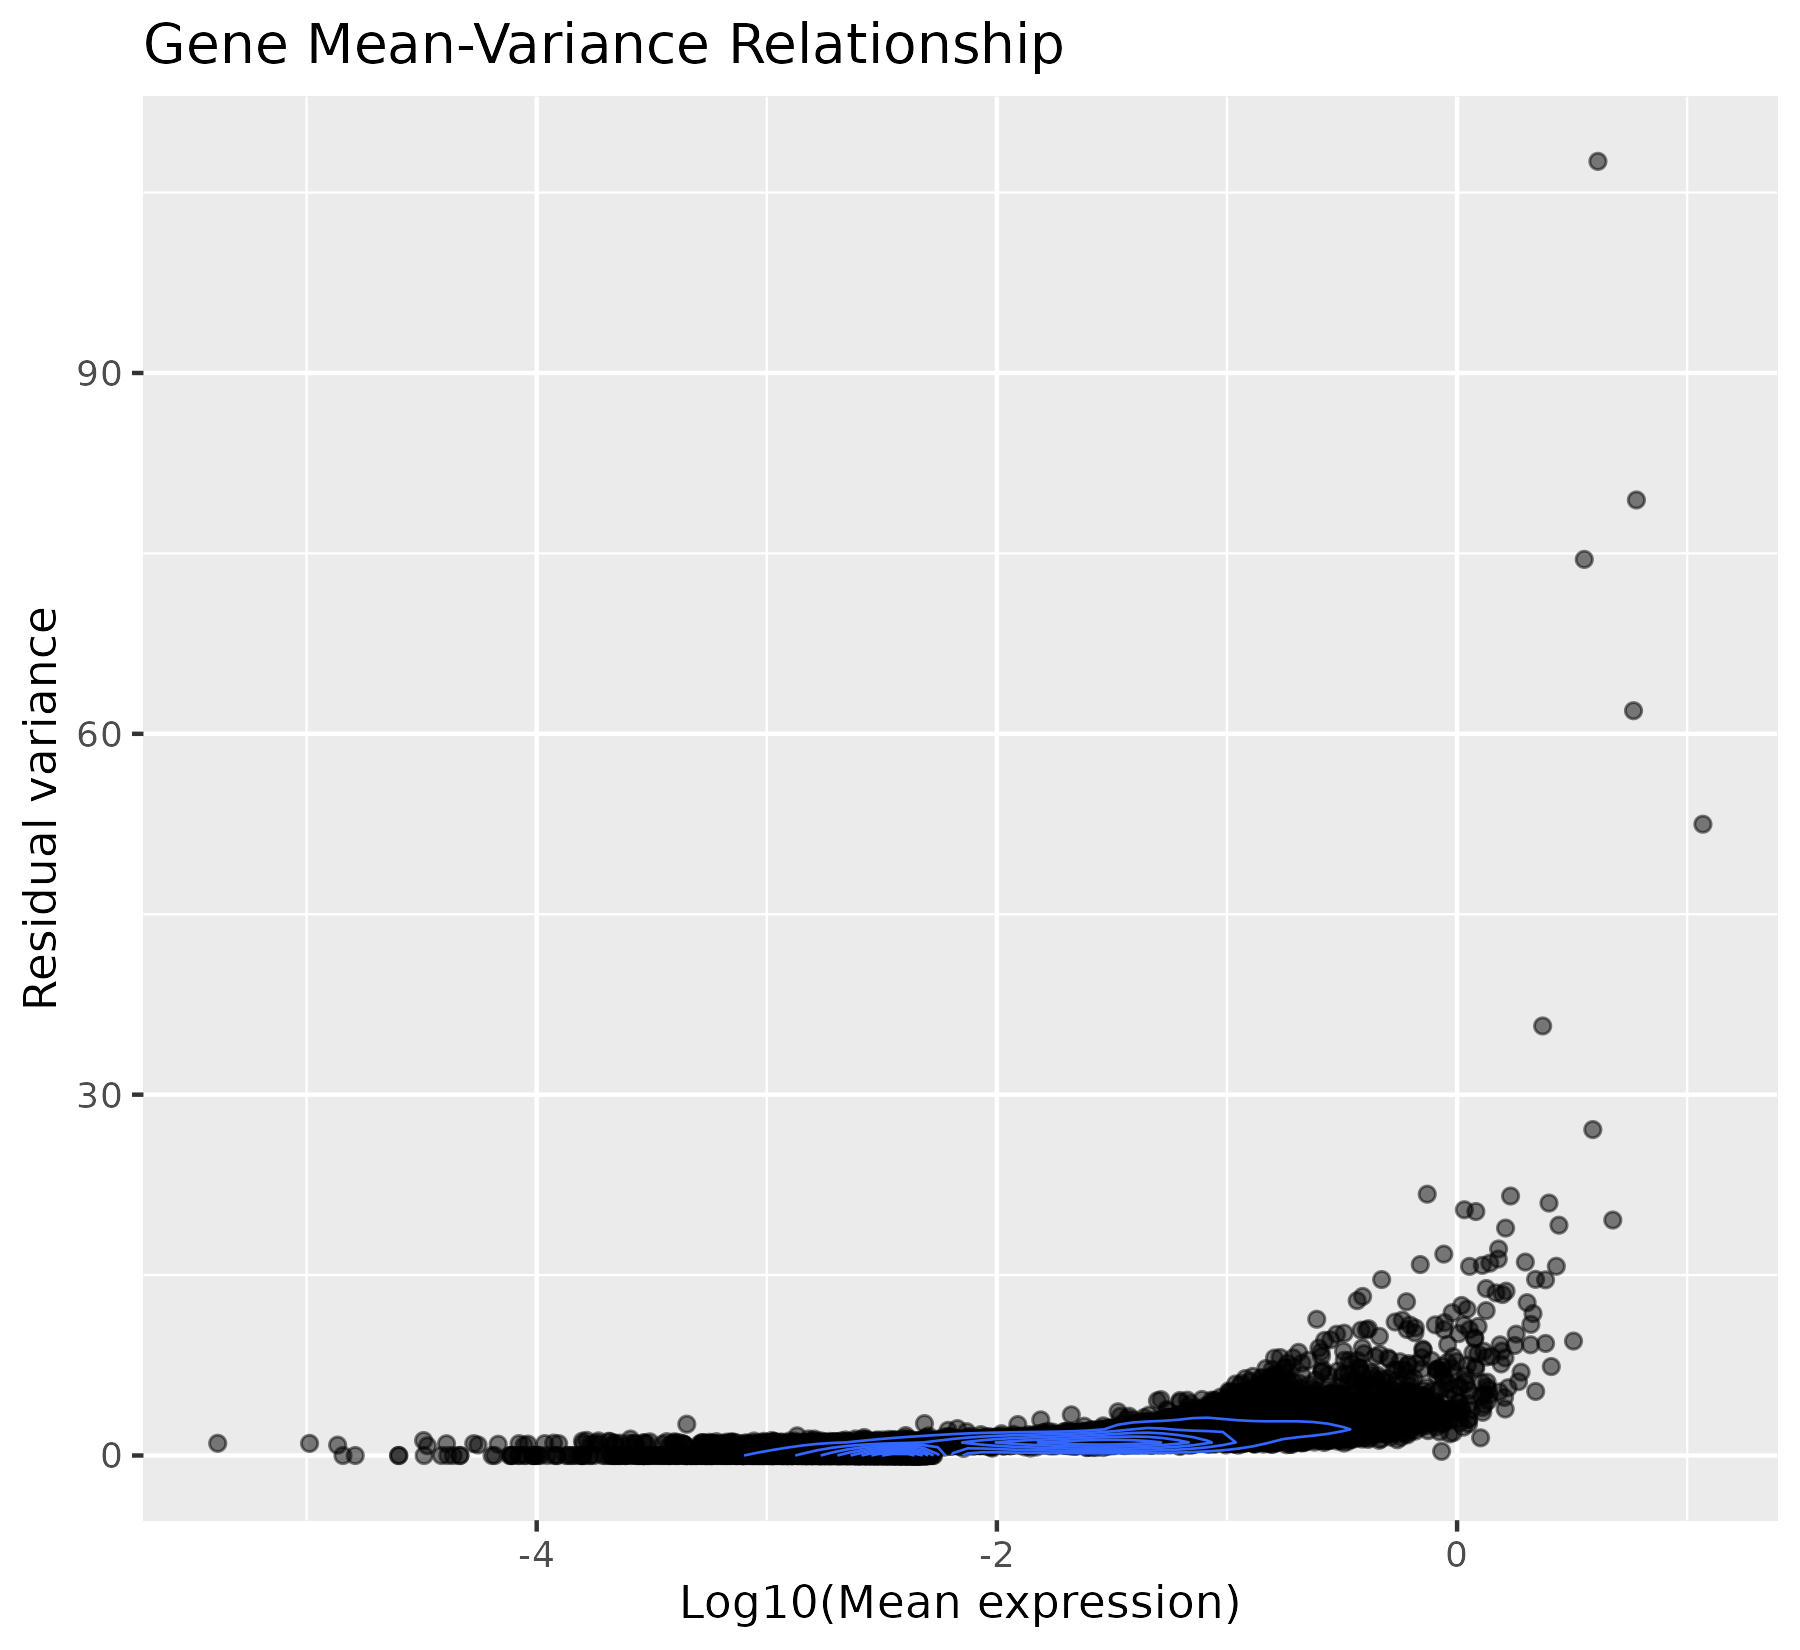 Gene Mean-Variance Relationship
Residual variance
90
60
30
0
-4
-2
0
Log10(Mean expression)